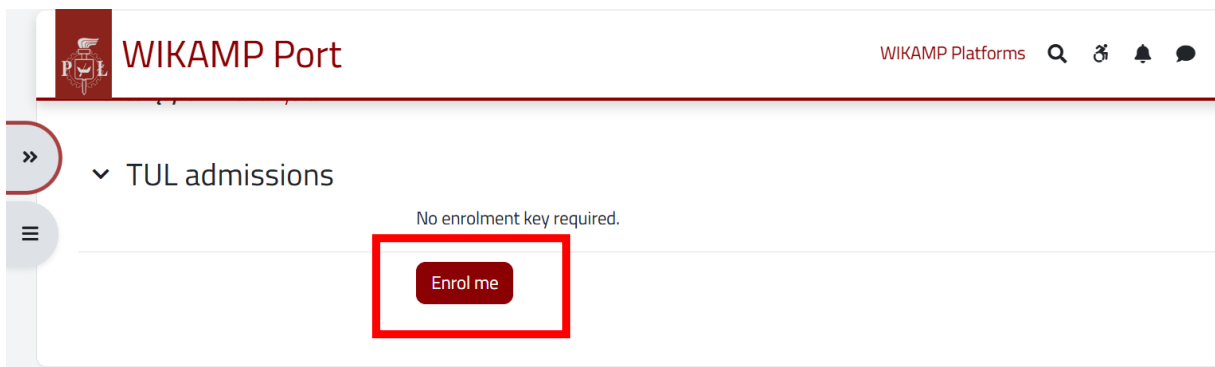 P Ł
WIKAMP Port
WIKAMP Platforms
TUL admissions
No enrolment key required.
Enrol me